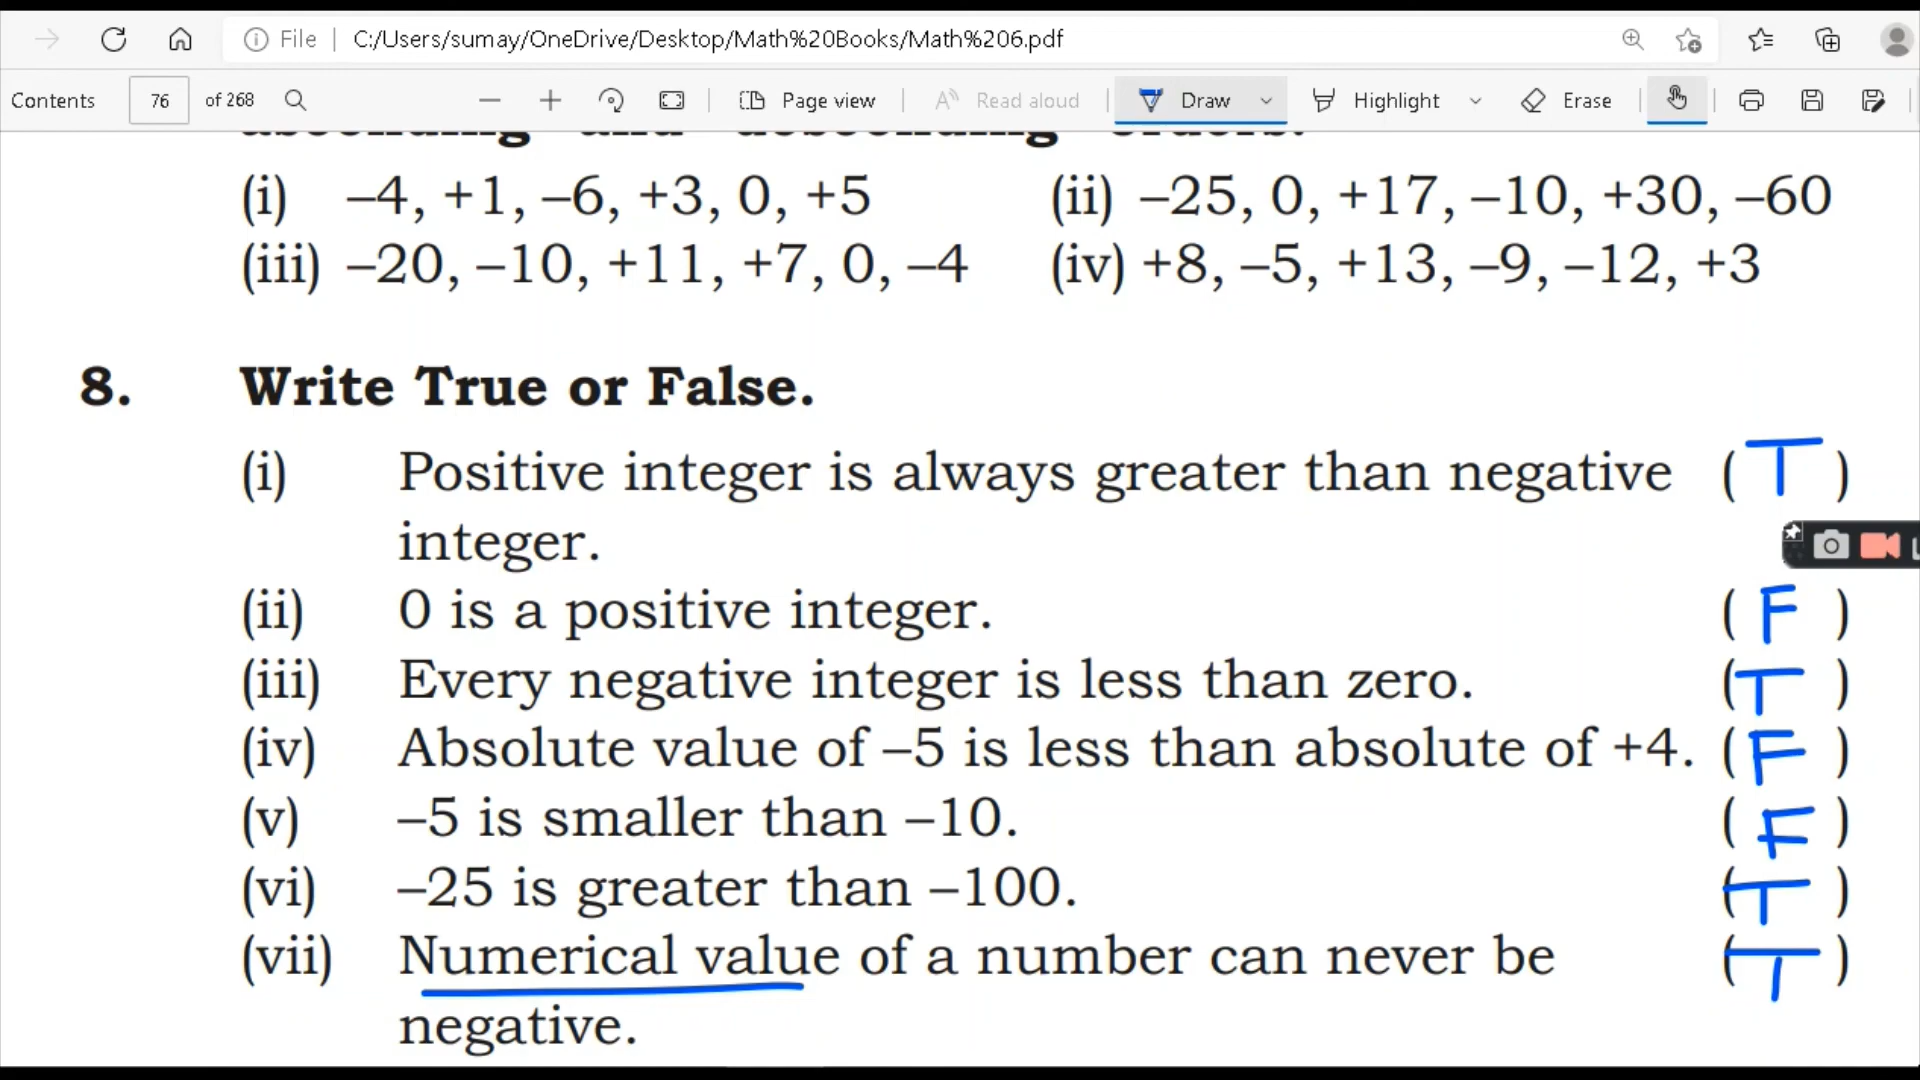 File | C:/Users/sumay/OneDrive/Desktop/Math%20Books/Math%206.pdf
Contents 76 of 268 Page view Read aloud Draw Highlight Erase
ascending and descending orders.
(i) –4, +1, –6, +3, 0, +5 (ii) –25, 0, +17, –10, +30, –60
(iii) –20, –10, +11, +7, 0, –4 (iv) +8, –5, +13, –9, –12, +3
8. Write True or False.
(i) Positive integer is always greater than negative (T)
integer.
(ii) 0 is a positive integer. (F)
(iii) Every negative integer is less than zero. (T)
(iv) Absolute value of –5 is less than absolute of +4. (F)
(v) –5 is smaller than –10. (F)
(vi) –25 is greater than –100. (T)
(vii) Numerical value of a number can never be (T)
negative.